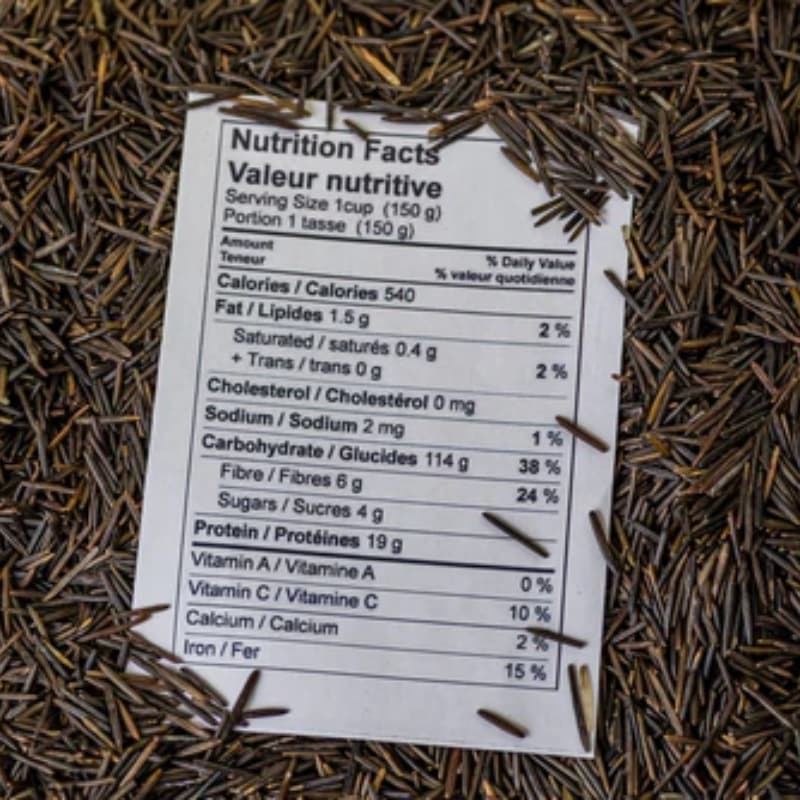 Nutrition Facts
Valeur nutritive
Serving Size 1cup (150 g)
Portion 1 tasse (150 g)
Amount
Teneur
% Daily Value
% valeur quotidienne
Calories / Calories 540
Fat / Lipides 1.5 g 2 %
Saturated / saturés 0.4 g
+ Trans / trans 0 g 2 %
Cholesterol / Cholestérol 0 mg
Sodium / Sodium 2 mg 1 %
Carbohydrate / Glucides 114 g 38 %
Fibre / Fibres 6 g 24 %
Sugars / Sucres 4 g
Protein / Protéines 19 g
Vitamin A / Vitamine A 0 %
Vitamin C / Vitamine C 10 %
Calcium / Calcium 2 %
Iron / Fer 15 %